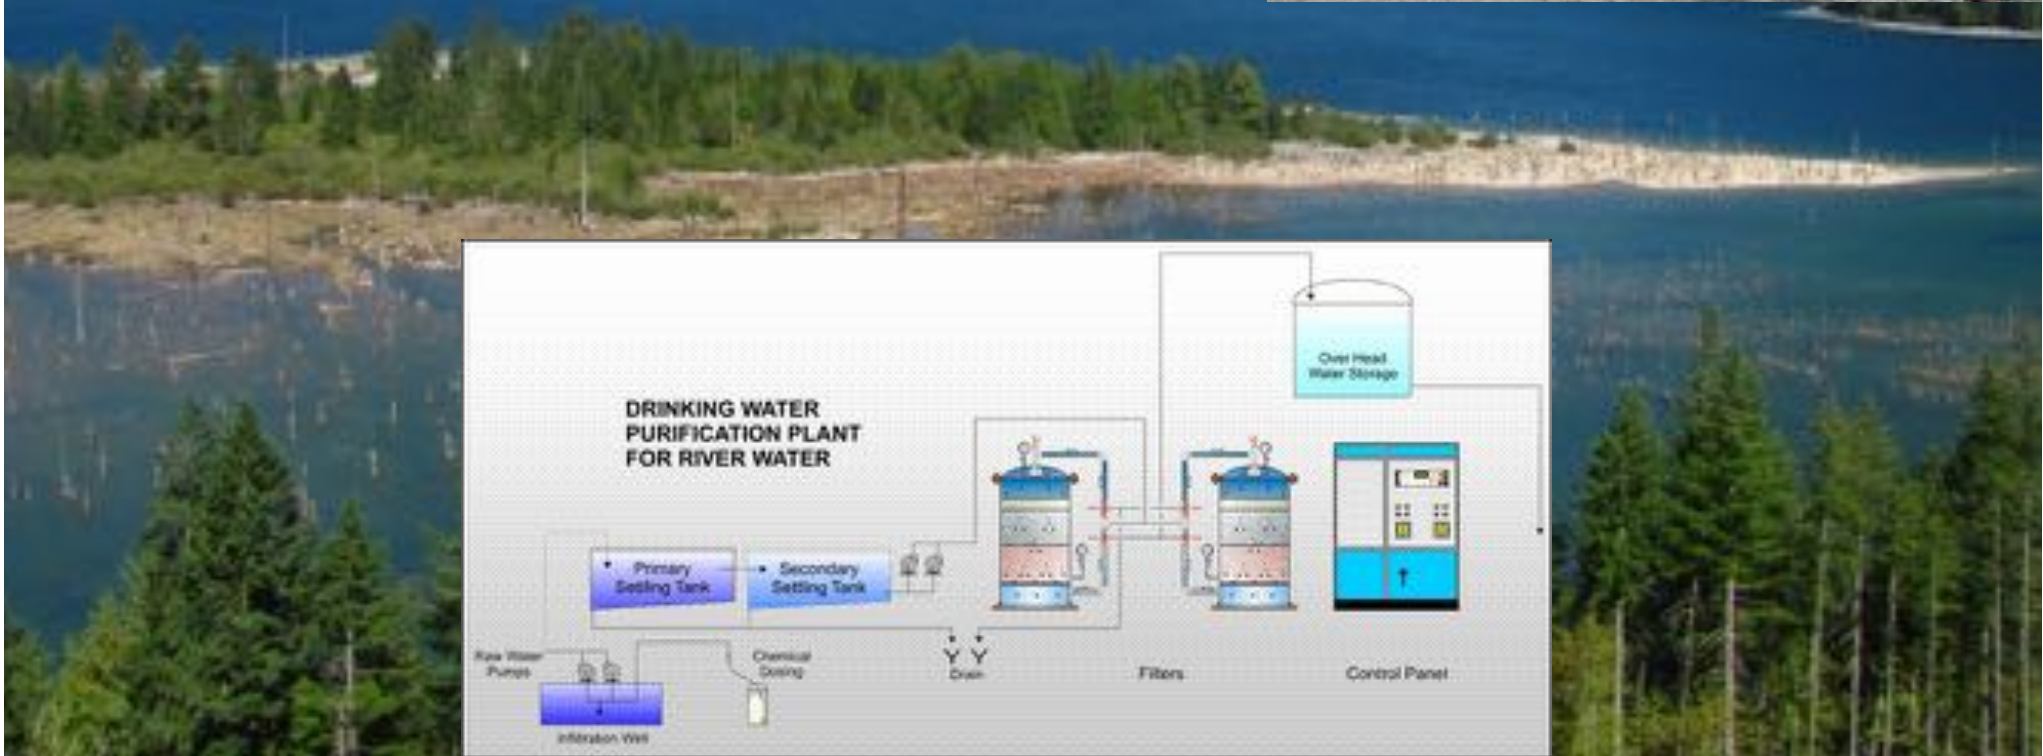 DRINKING WATER
PURIFICATION PLANT
FOR RIVER WATER
Over Head
Water Storage
Primary
Settling Tank
Secondary
Settling Tank
Raw Water
Pumps
Chemical
Dosing
Drain
Filters
Control Panel
Infiltration Well